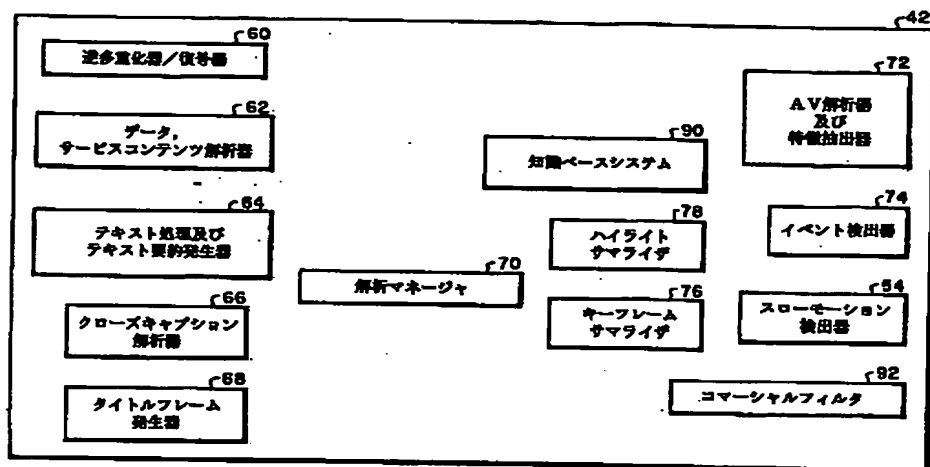 42
60
逆多重化器／復号器
62
データ,
サービスコンテンツ解析器
64
テキスト処理及び
テキスト要約発生器
66
クローズキャプション
解析器
68
タイトルフレーム
発生器
70
解析マネージャ
90
知識ベースシステム
78
ハイライト
サマライザ
76
キーフレーム
サマライザ
72
AV解析器
及び
特徴抽出器
74
イベント検出器
54
スローモーション
検出器
92
コマーシャルフィルタ